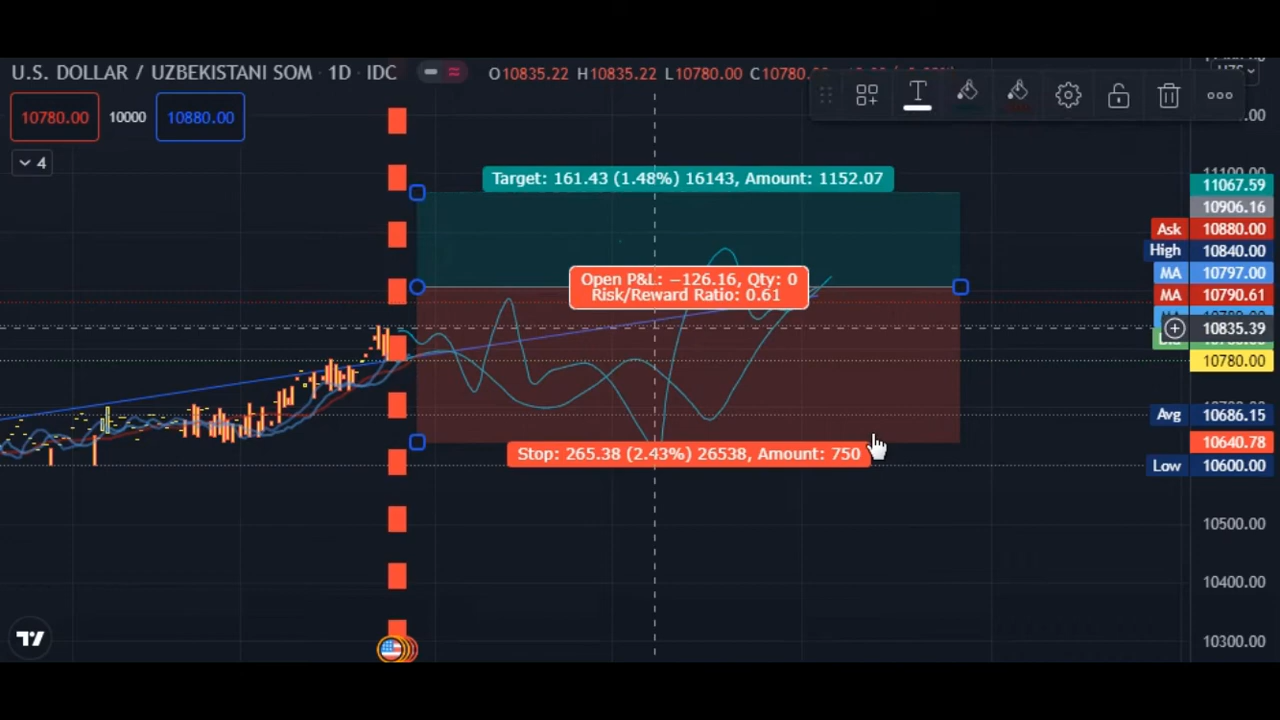 U.S. DOLLAR / UZBEKISTANI SOM · 1D · IDC
O10835.22 H10835.22 L10780.00 C10780.
10780.00 10000 10880.00
4
Target: 161.43 (1.48%) 16143, Amount: 1152.07
Open P&L: −126.16, Qty: 0
Risk/Reward Ratio: 0.61
Stop: 265.38 (2.43%) 26538, Amount: 750
11067.59
10906.16
Ask 10880.00
High 10840.00
MA 10797.00
MA 10790.61
10835.39
10780.00
Avg 10686.15
10640.78
Low 10600.00
10500.00
10400.00
10300.00